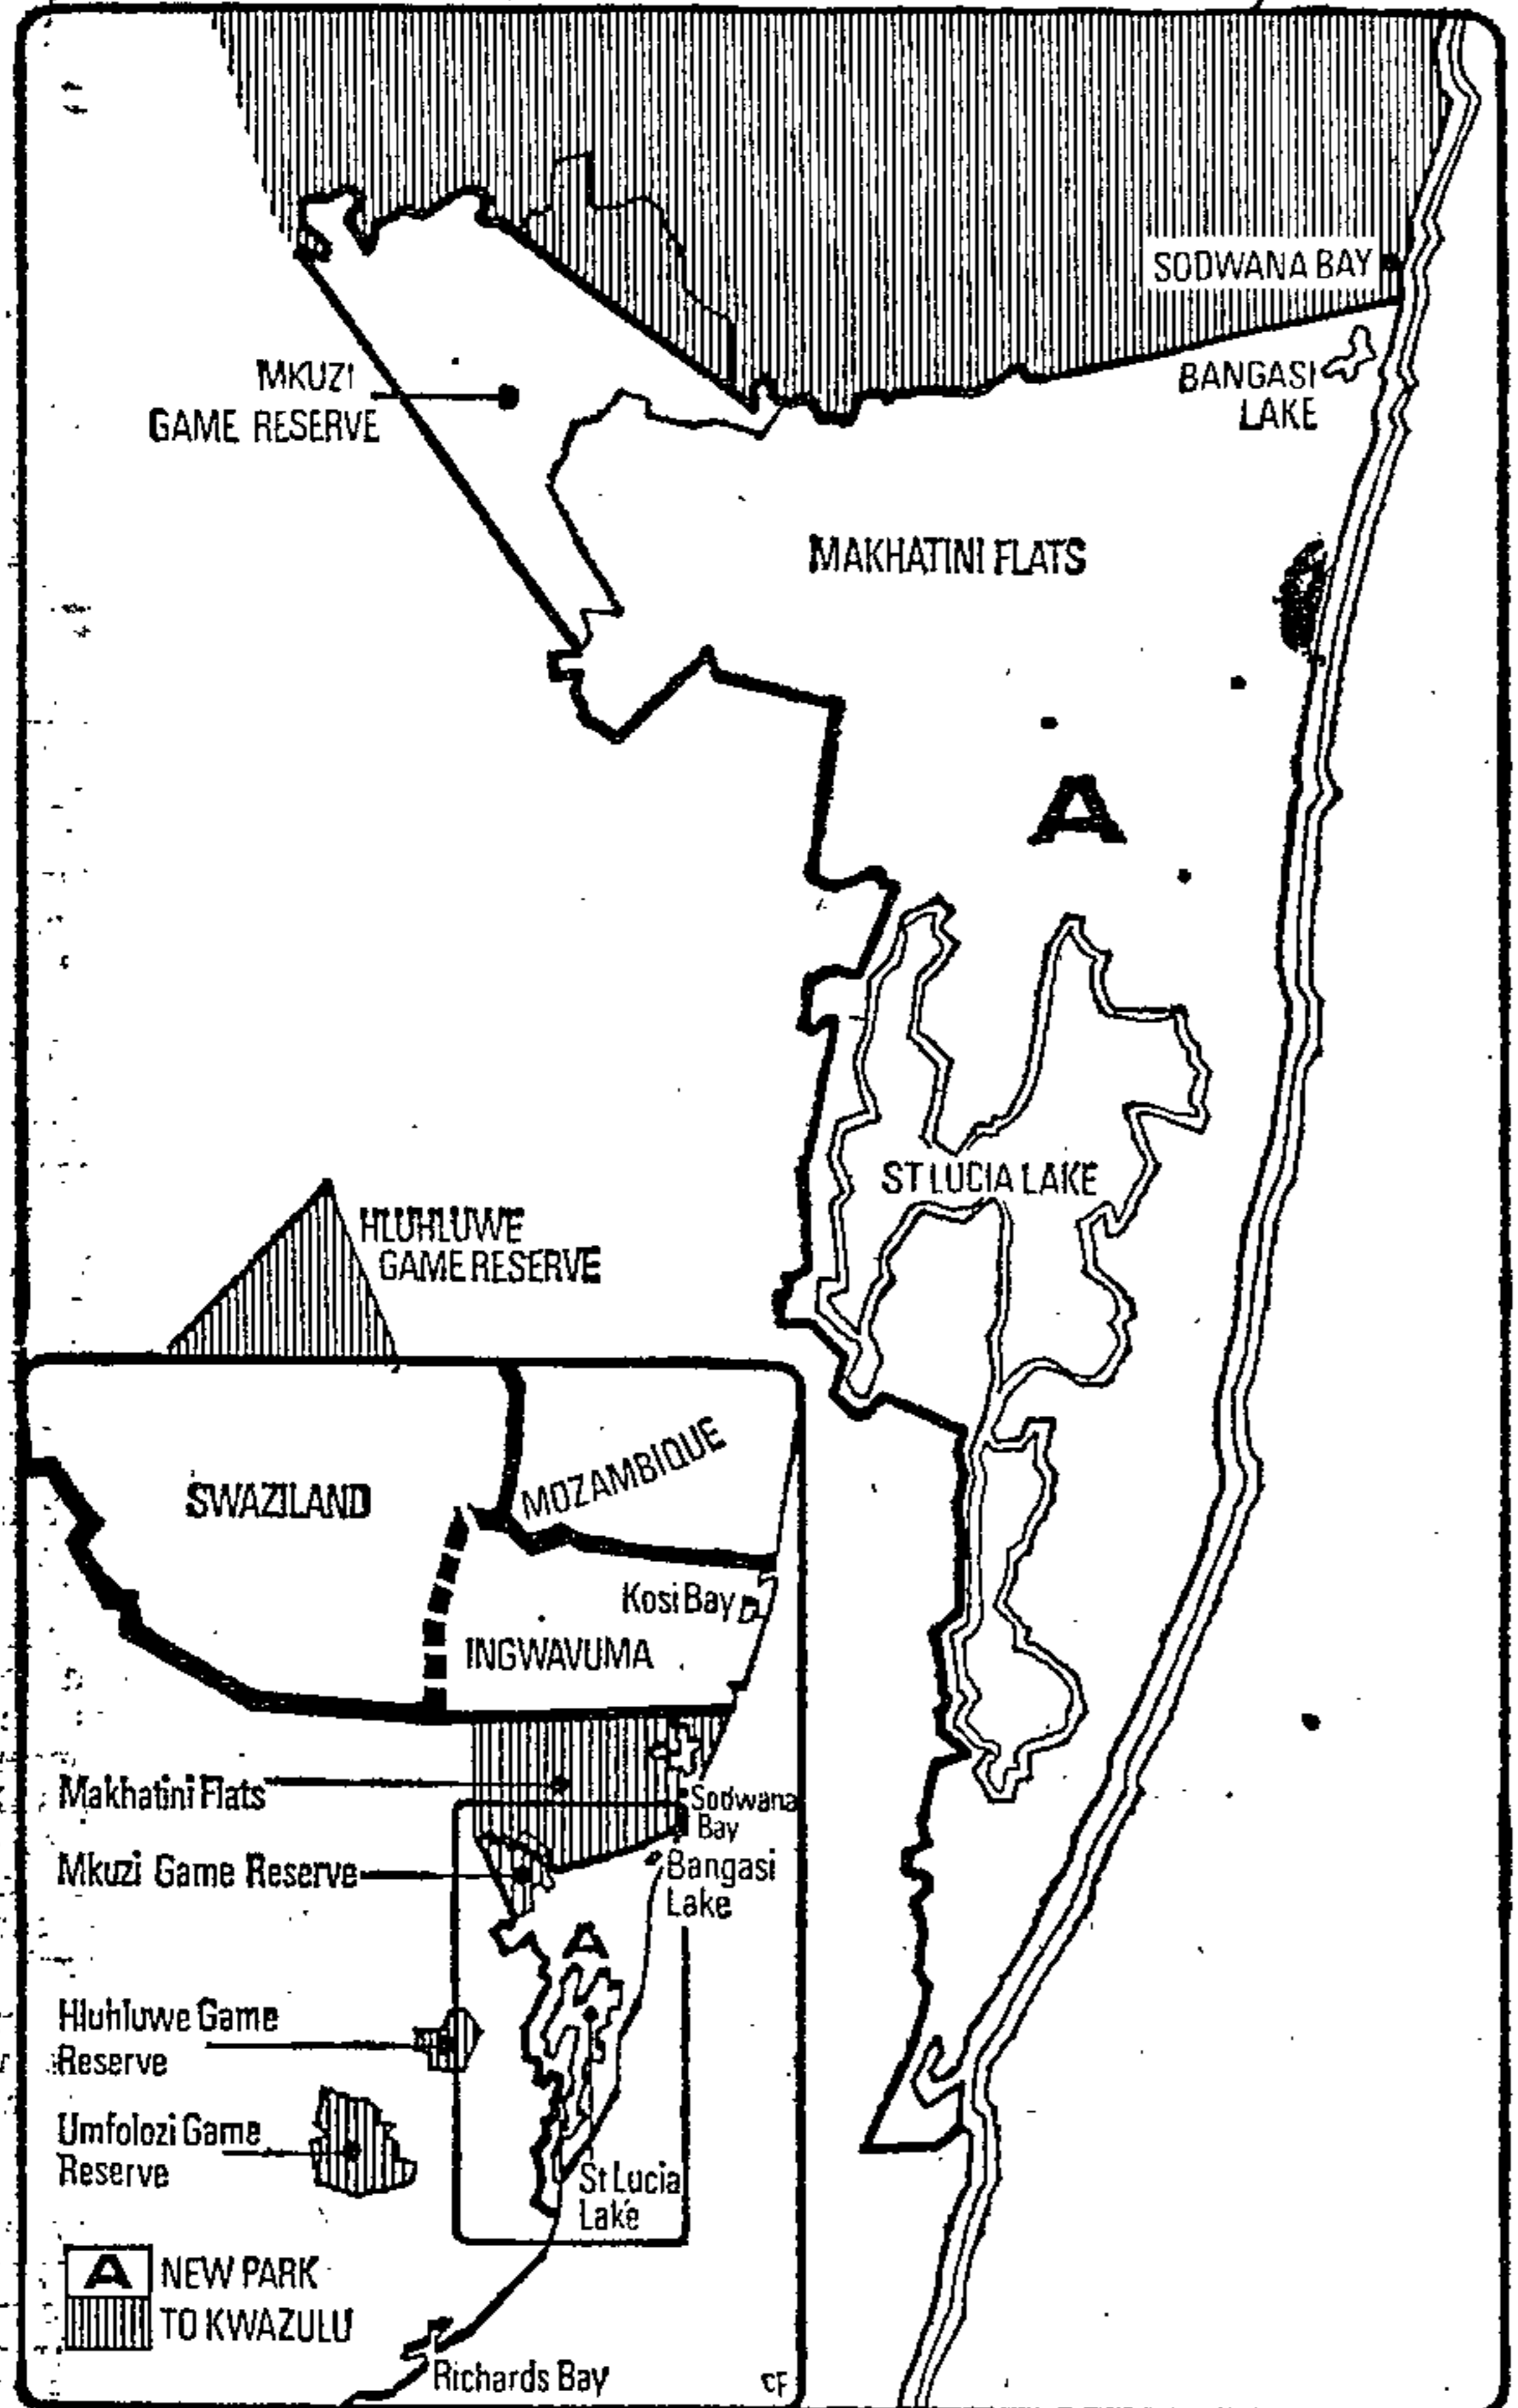 SODWANA BAY
BANGASI
LAKE
MKUZI
GAME RESERVE
MAKHATINI FLATS
A
ST LUCIA LAKE
HLUHLUWE
GAME RESERVE
SWAZILAND
MOZAMBIQUE
Kosi Bay
INGWAVUMA
Makhatini Flats
Sodwana
Bay
Mkuzi Game Reserve
Bangasi
Lake
A
Hluhluwe Game
Reserve
Umfolozi Game
Reserve
St Lucia
Lake
A NEW PARK
TO KWAZULU
Richards Bay
CF